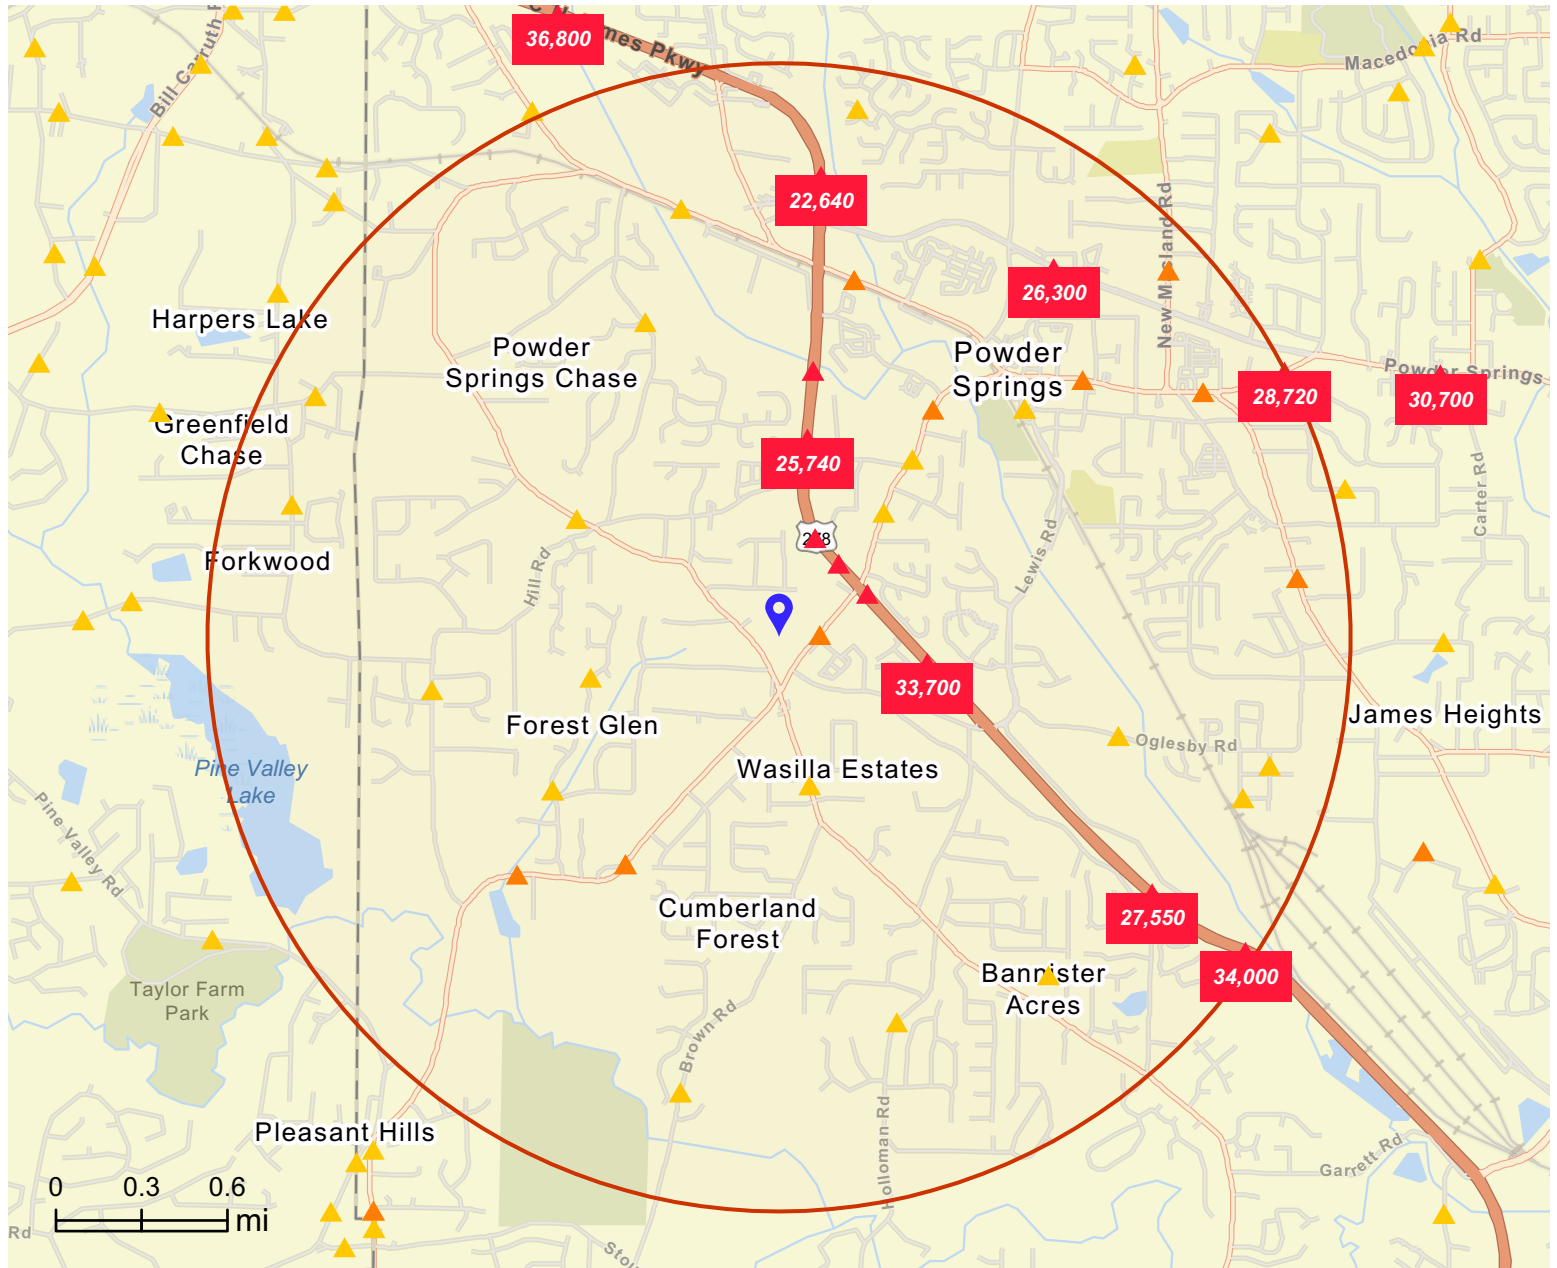 36,800
mes Pkwy
Bill Carruth
Macedonia Rd
22,640
26,300
Harpers Lake
Powder
Springs Chase
Powder
Springs
28,720
Powder Springs
30,700
Greenfield
Chase
25,740
Carter Rd
278
Forkwood
Hill Rd
Lewis Rd
33,700
Forest Glen
James Heights
Oglesby Rd
Wasilla Estates
Pine Valley
Lake
Pine Valley Rd
Cumberland
Forest
27,550
34,000
Bannister
Acres
Taylor Farm
Park
Brown Rd
Pleasant Hills
Holloman Rd
Garrett Rd
0 0.3 0.6
mi
Rd